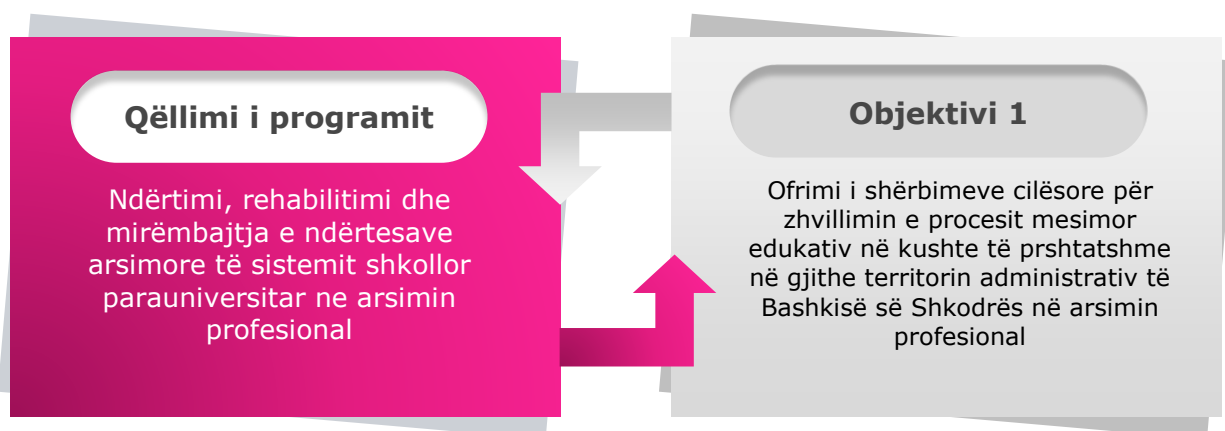 Qëllimi i programit
Ndërtimi, rehabilitimi dhe
mirëmbajtja e ndërtesave
arsimore të sistemit shkollor
parauniversitar ne arsimin
profesional
Objektivi 1
Ofrimi i shërbimeve cilësore për
zhvillimin e procesit mesimor
edukativ në kushte të prshtatshme
në gjithe territorin administrativ të
Bashkisë së Shkodrës në arsimin
profesional